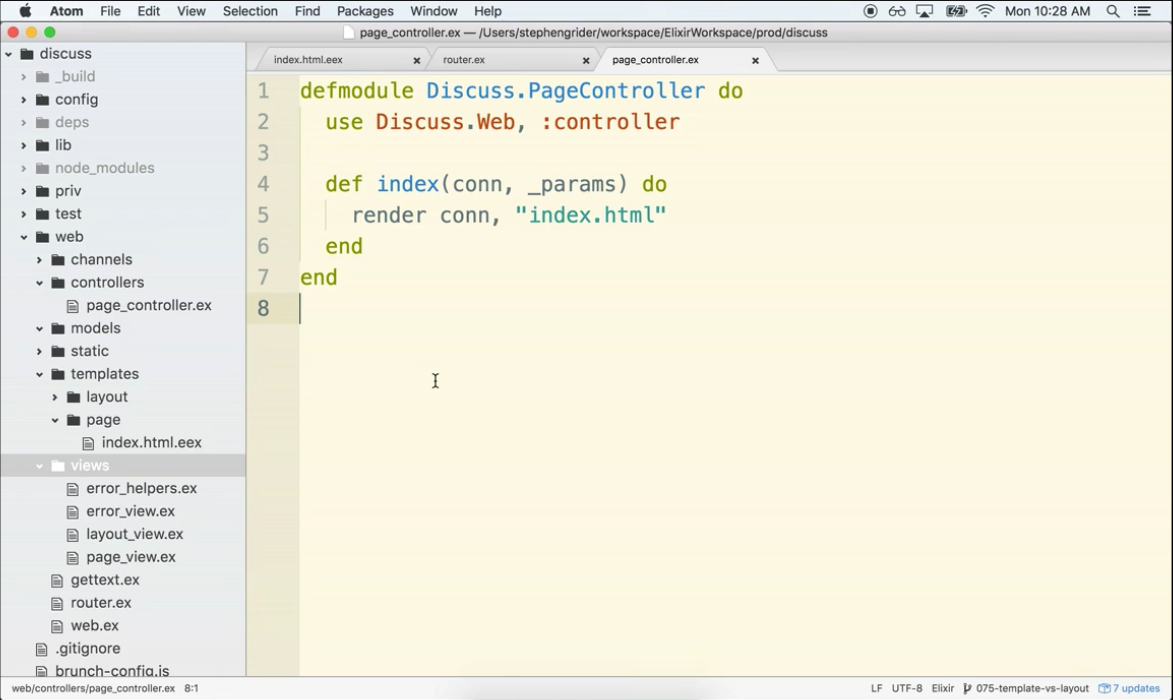 Atom File Edit View Selection Find Packages Window Help Mon 10:28 AM
page_controller.ex — /Users/stephengrider/workspace/ElixirWorkspace/prod/discuss
discuss
_build
config
deps
lib
node_modules
priv
test
web
channels
controllers
page_controller.ex
models
static
templates
layout
page
index.html.eex
views
error_helpers.ex
error_view.ex
layout_view.ex
page_view.ex
gettext.ex
router.ex
web.ex
.gitignore
brunch-config.js
index.html.eex router.ex page_controller.ex
1 defmodule Discuss.PageController do
2 use Discuss.Web, :controller
3
4 def index(conn, _params) do
5 render conn, "index.html"
6 end
7 end
8
web/controllers/page_controller.ex 8:1 LF UTF-8 Elixir 075-template-vs-layout 7 updates